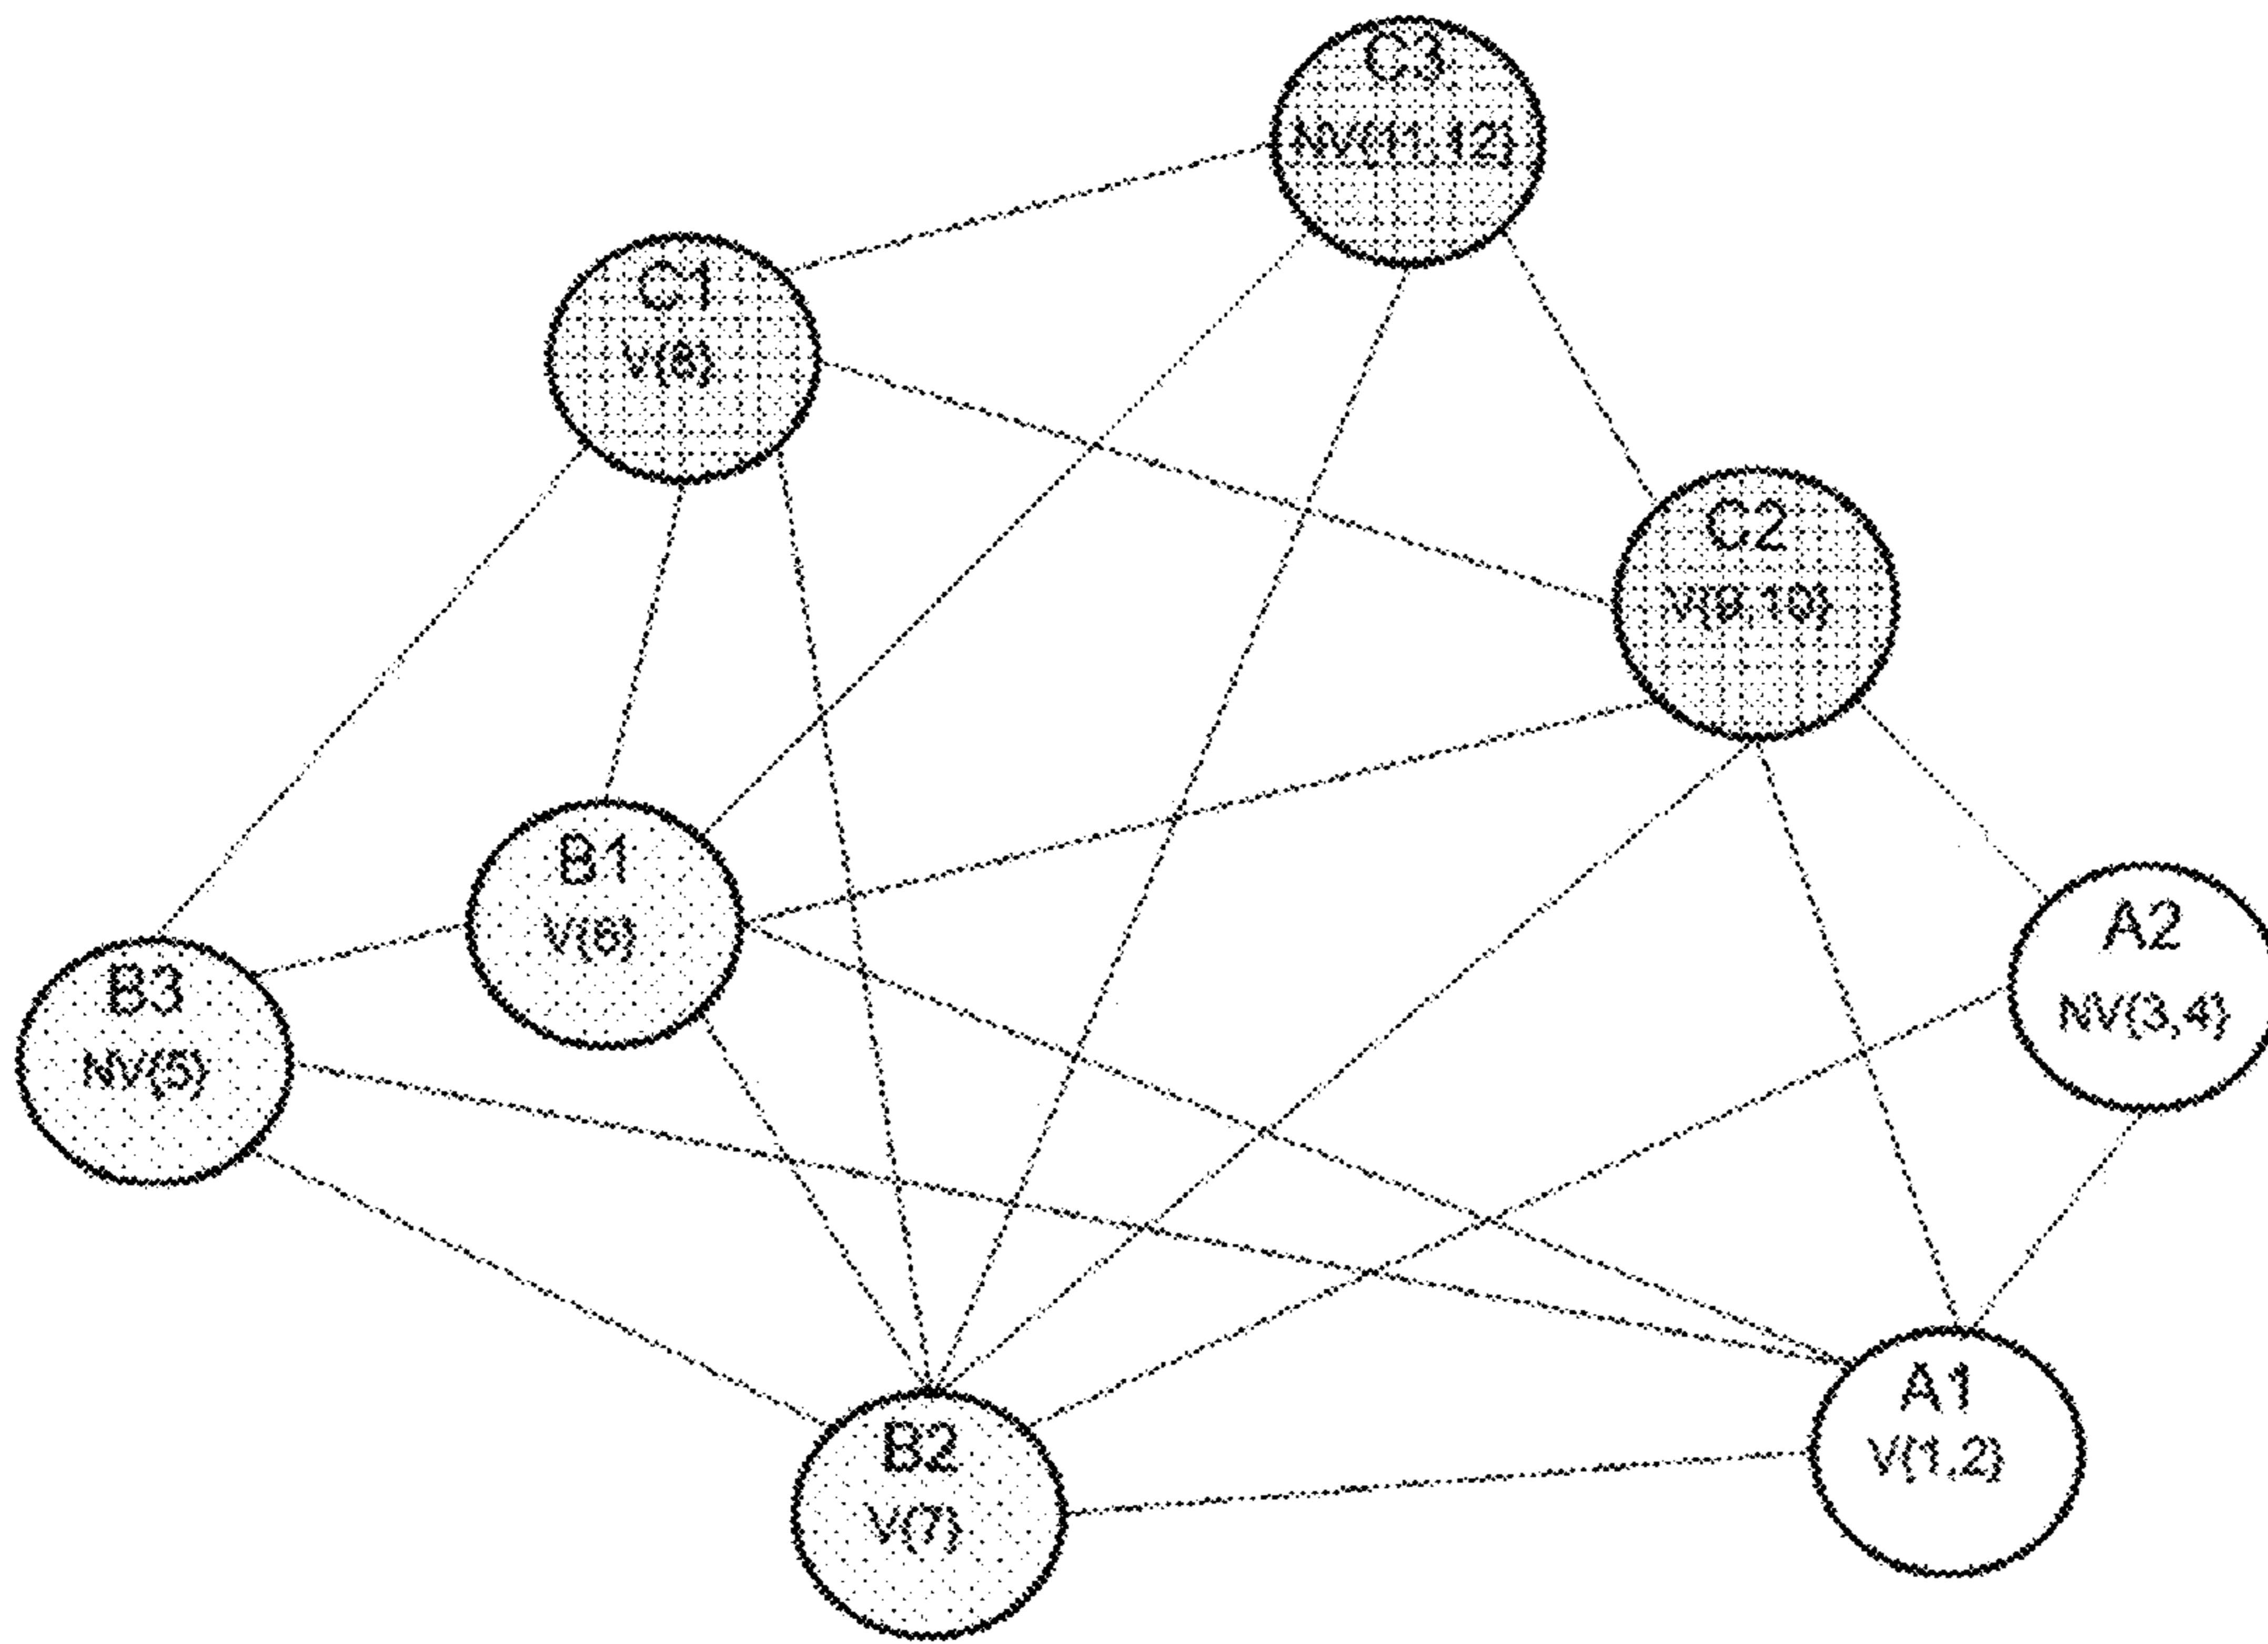 C3
NV(11,12)
C1
V(8)
C2
V(9,10)
B1
V(6)
A2
NV(3,4)
B3
NV(5)
A1
V(1,2)
B2
V(7)